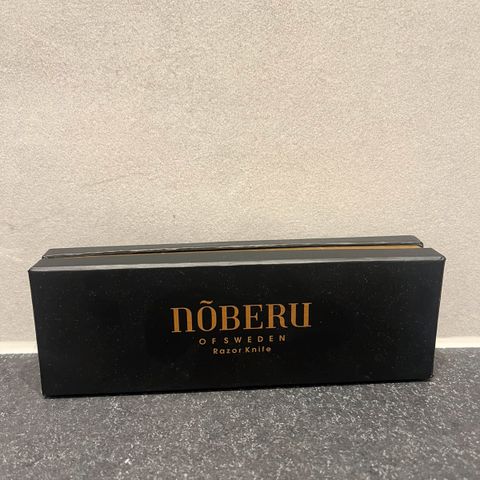 nõBERU
OF SWEDEN
Razor Knife